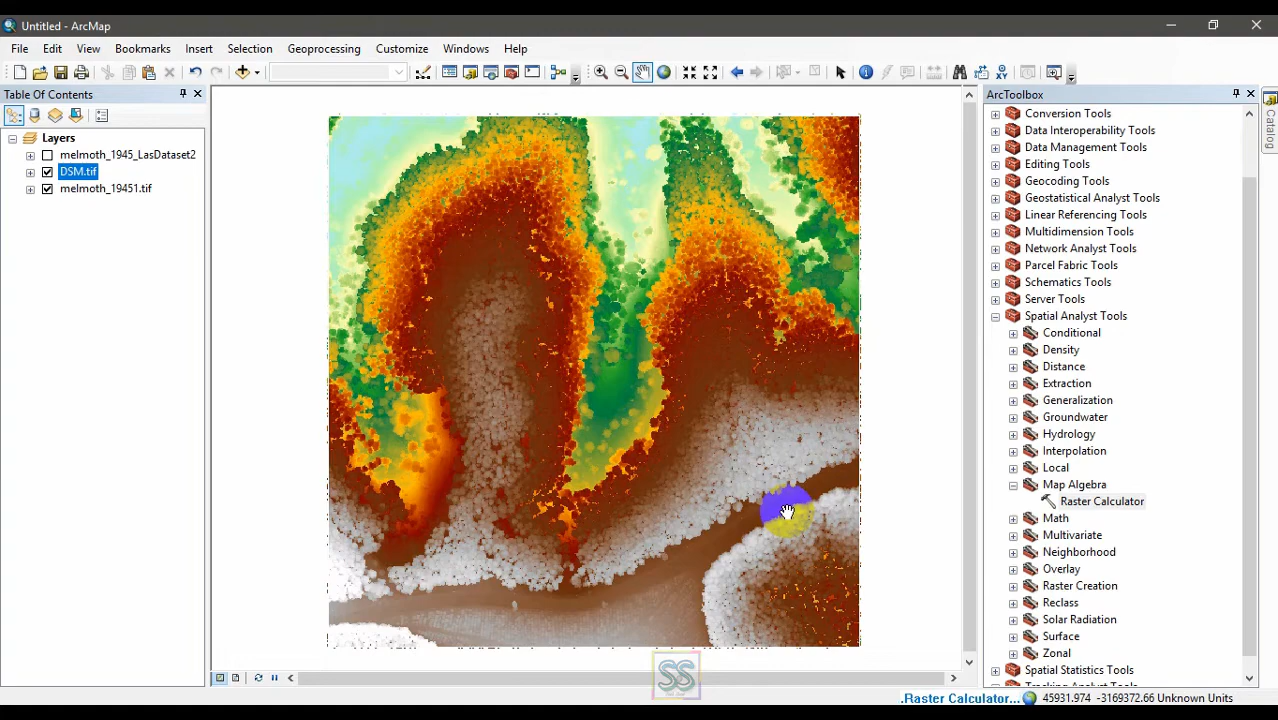 Untitled - ArcMap
File Edit View Bookmarks Insert Selection Geoprocessing Customize Windows Help
Table Of Contents
Layers
melmoth_1945_LasDataset2
DSM.tif
melmoth_19451.tif
ArcToolbox
Conversion Tools
Data Interoperability Tools
Data Management Tools
Editing Tools
Geocoding Tools
Geostatistical Analyst Tools
Linear Referencing Tools
Multidimension Tools
Network Analyst Tools
Parcel Fabric Tools
Schematics Tools
Server Tools
Spatial Analyst Tools
Conditional
Density
Distance
Extraction
Generalization
Groundwater
Hydrology
Interpolation
Local
Map Algebra
Raster Calculator
Math
Multivariate
Neighborhood
Overlay
Raster Creation
Reclass
Solar Radiation
Surface
Zonal
Spatial Statistics Tools
Catalog
SS
.Raster Calculator... 45931.974 -3169372.66 Unknown Units